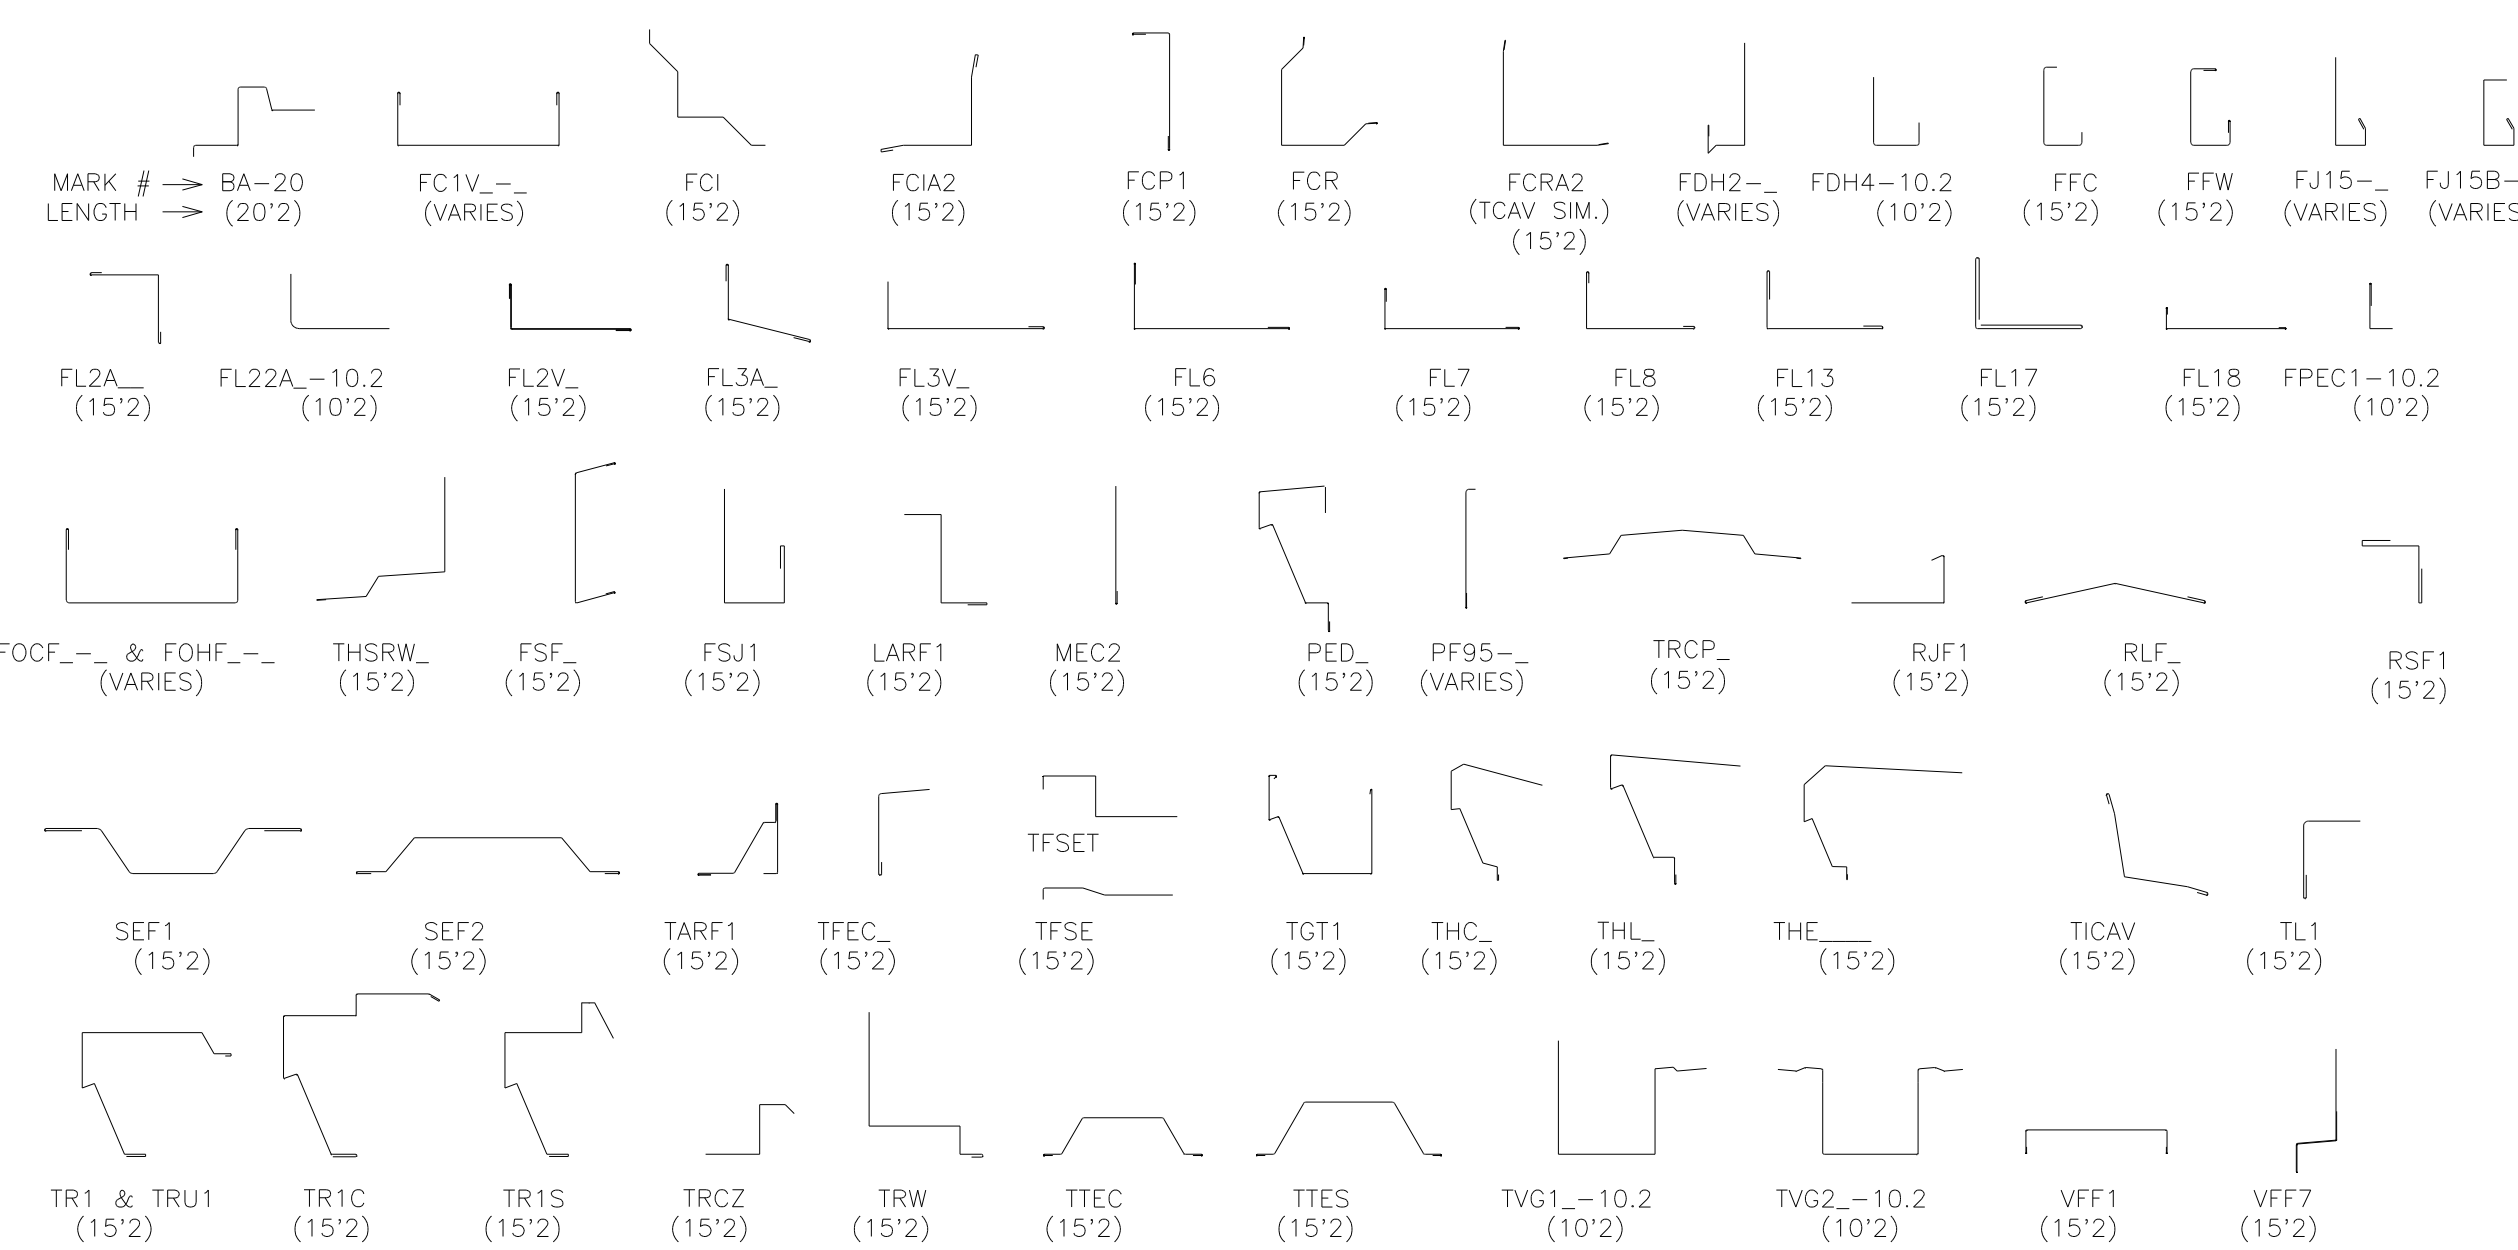 MARK # BA-20 FC1V_-_ FCI FCIA2 FCP1 FCR FCRA2 FDH2-_ FDH4-10.2 FFC FFW FJ15-_ FJ15B-
LENGTH (20'2) (VARIES) (15'2) (15'2) (15'2) (15'2) (TCAV SIM.) (VARIES) (10'2) (15'2) (15'2) (VARIES) (VARIES
(15'2)
FL2A__ FL22A_-10.2 FL2V_ FL3A_ FL3V_ FL6 FL7 FL8 FL13 FL17 FL18 FPEC1-10.2
(15'2) (10'2) (15'2) (15'2) (15'2) (15'2) (15'2) (15'2) (15'2) (15'2) (15'2) (10'2)
FOCF_-_ & FOHF_-_ THSRW_ FSF_ FSJ1 LARF1 MEC2 PED_ PF95-_ TRCP_ RJF1 RLF_ RSF1
(VARIES) (15'2) (15'2) (15'2) (15'2) (15'2) (15'2) (VARIES) (15'2) (15'2) (15'2) (15'2)
TFSET
SEF1 SEF2 TARF1 TFEC_ TFSE TGT1 THC_ THL_ THE____ TICAV TL1
(15'2) (15'2) (15'2) (15'2) (15'2) (15'2) (15'2) (15'2) (15'2) (15'2) (15'2)
TR1 & TRU1 TR1C TR1S TRCZ TRW TTEC TTES TVG1_-10.2 TVG2_-10.2 VFF1 VFF7
(15'2) (15'2) (15'2) (15'2) (15'2) (15'2) (15'2) (10'2) (10'2) (15'2) (15'2)